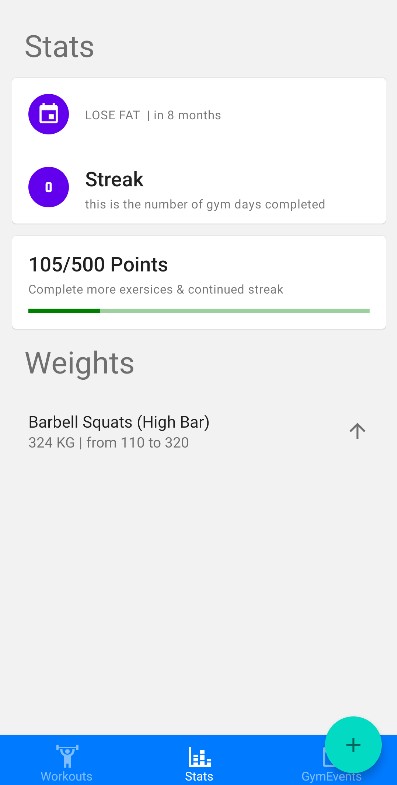 Stats
LOSE FAT | in 8 months
0
Streak
this is the number of gym days completed
105/500 Points
Complete more exersices & continued streak
Weights
Barbell Squats (High Bar)
324 KG | from 110 to 320
+
Workouts
Stats
GymEvents